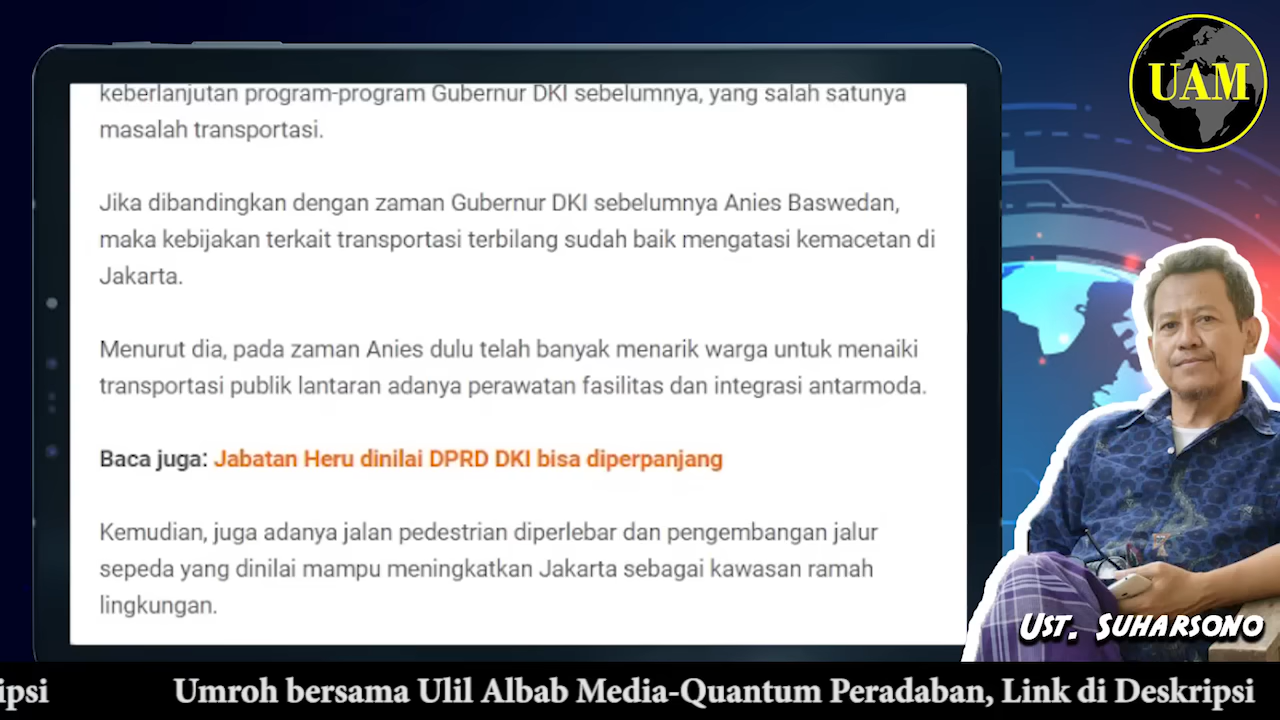 keberlanjutan program-program Gubernur DKI sebelumnya, yang salah satunya
masalah transportasi.
Jika dibandingkan dengan zaman Gubernur DKI sebelumnya Anies Baswedan,
maka kebijakan terkait transportasi terbilang sudah baik mengatasi kemacetan di
Jakarta.
Menurut dia, pada zaman Anies dulu telah banyak menarik warga untuk menaiki
transportasi publik lantaran adanya perawatan fasilitas dan integrasi antarmoda.
Baca juga: Jabatan Heru dinilai DPRD DKI bisa diperpanjang
Kemudian, juga adanya jalan pedestrian diperlebar dan pengembangan jalur
sepeda yang dinilai mampu meningkatkan Jakarta sebagai kawasan ramah
lingkungan.
UAM
UST. SUHARSONO
ipsi Umroh bersama Ulil Albab Media-Quantum Peradaban, Link di Deskripsi